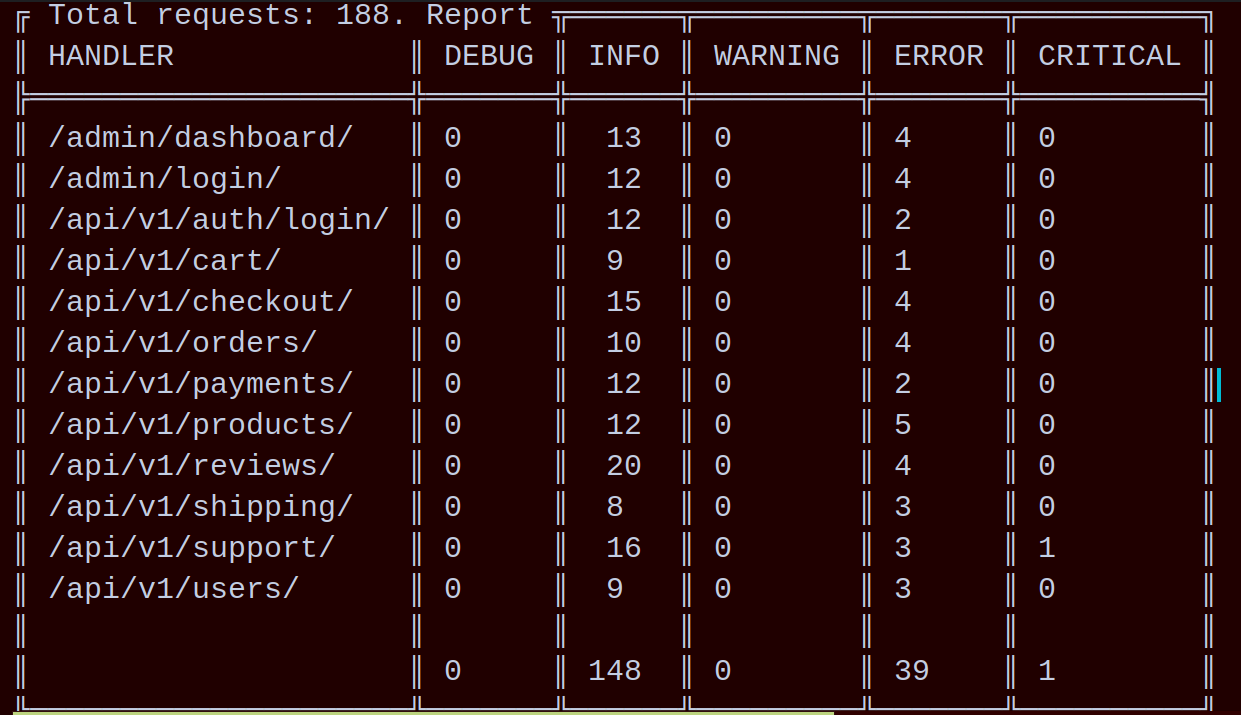 Total requests: 188. Report
HANDLER DEBUG INFO WARNING ERROR CRITICAL
/admin/dashboard/ 0 13 0 4 0
/admin/login/ 0 12 0 4 0
/api/v1/auth/login/ 0 12 0 2 0
/api/v1/cart/ 0 9 0 1 0
/api/v1/checkout/ 0 15 0 4 0
/api/v1/orders/ 0 10 0 4 0
/api/v1/payments/ 0 12 0 2 0
/api/v1/products/ 0 12 0 5 0
/api/v1/reviews/ 0 20 0 4 0
/api/v1/shipping/ 0 8 0 3 0
/api/v1/support/ 0 16 0 3 1
/api/v1/users/ 0 9 0 3 0
0 148 0 39 1